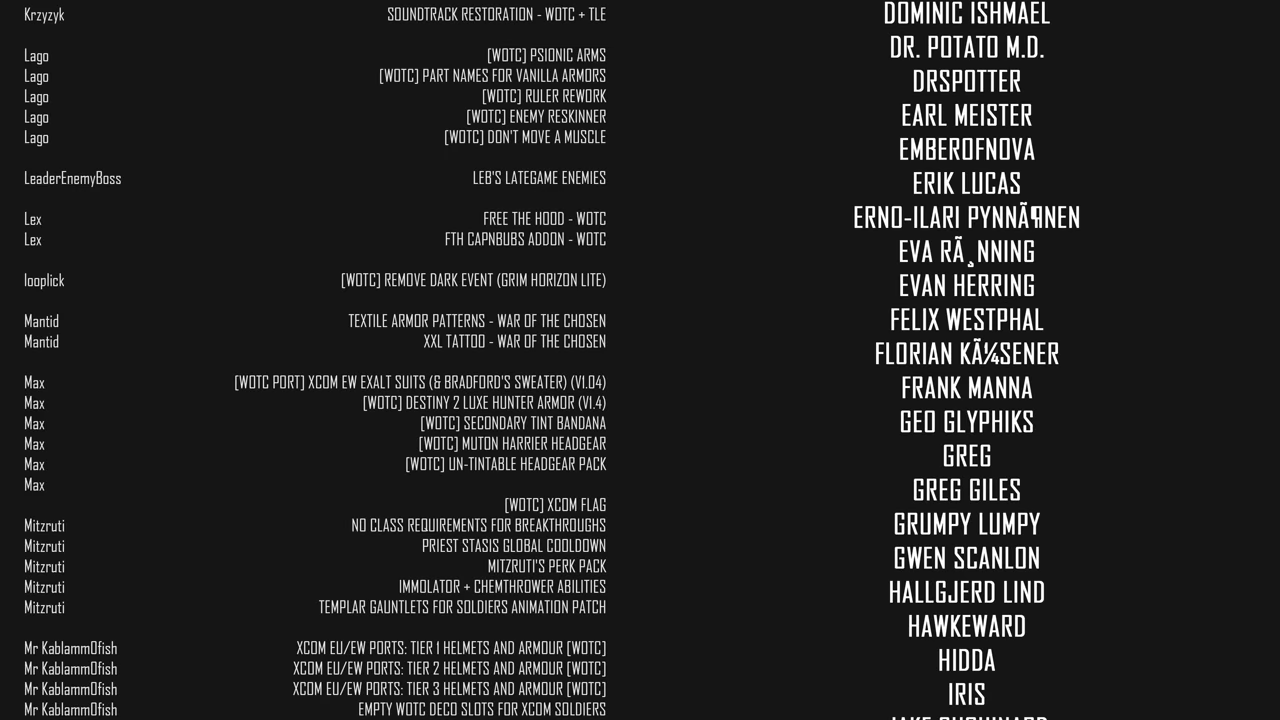 Krzyzyk SOUNDTRACK RESTORATION - WOTC + TLE
Lago [WOTC] PSIONIC ARMS
Lago [WOTC] PART NAMES FOR VANILLA ARMORS
Lago [WOTC] RULER REWORK
Lago [WOTC] ENEMY RESKINNER
Lago [WOTC] DON'T MOVE A MUSCLE
LeaderEnemyBoss LEB'S LATEGAME ENEMIES
Lex FREE THE HOOD - WOTC
Lex FTH CAPNBUBS ADDON - WOTC
looplick [WOTC] REMOVE DARK EVENT (GRIM HORIZON LITE)
Mantid TEXTILE ARMOR PATTERNS - WAR OF THE CHOSEN
Mantid XXL TATTOO - WAR OF THE CHOSEN
Max [WOTC PORT] XCOM EW EXALT SUITS (& BRADFORD'S SWEATER) (V1.04)
Max [WOTC] DESTINY 2 LUXE HUNTER ARMOR (V1.4)
Max [WOTC] SECONDARY TINT BANDANA
Max [WOTC] MUTON HARRIER HEADGEAR
Max [WOTC] UN-TINTABLE HEADGEAR PACK
Max
[WOTC] XCOM FLAG
Mitzruti NO CLASS REQUIREMENTS FOR BREAKTHROUGHS
Mitzruti PRIEST STASIS GLOBAL COOLDOWN
Mitzruti MITZRUTI'S PERK PACK
Mitzruti IMMOLATOR + CHEMTHROWER ABILITIES
Mitzruti TEMPLAR GAUNTLETS FOR SOLDIERS ANIMATION PATCH
Mr Kablamm0fish XCOM EU/EW PORTS: TIER 1 HELMETS AND ARMOUR [WOTC]
Mr Kablamm0fish XCOM EU/EW PORTS: TIER 2 HELMETS AND ARMOUR [WOTC]
Mr Kablamm0fish XCOM EU/EW PORTS: TIER 3 HELMETS AND ARMOUR [WOTC]
Mr Kablamm0fish EMPTY WOTC DECO SLOTS FOR XCOM SOLDIERS
DOMINIC ISHMAEL
DR. POTATO M.D.
DRSPOTTER
EARL MEISTER
EMBEROFNOVA
ERIK LUCAS
ERNO-ILARI PYNNÃ¶NEN
EVA RÃ¸NNING
EVAN HERRING
FELIX WESTPHAL
FLORIAN KÃ¼SENER
FRANK MANNA
GEO GLYPHIKS
GREG
GREG GILES
GRUMPY LUMPY
GWEN SCANLON
HALLGJERD LIND
HAWKEWARD
HIDDA
IRIS